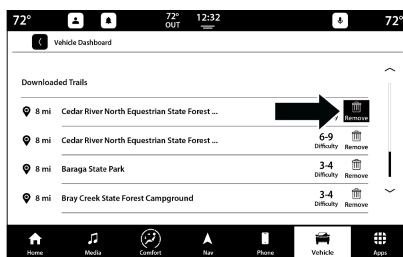 72°
72° OUT
12:32
72°
Vehicle Dashboard
Downloaded Trails
8 mi Cedar River North Equestrian State Forest ... Remove
8 mi Cedar River North Equestrian State Forest ... 6-9 Difficulty Remove
8 mi Baraga State Park 3-4 Difficulty Remove
8 mi Bray Creek State Forest Campground 3-4 Difficulty Remove
Home Media Comfort Nav Phone Vehicle Apps